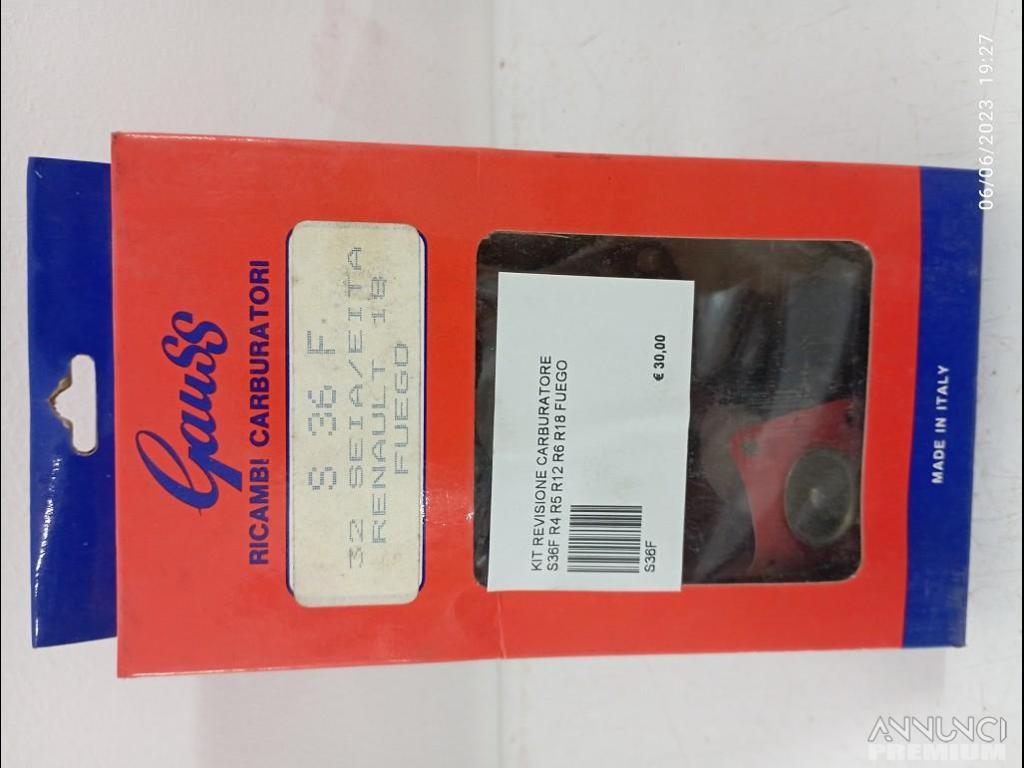 Gauss
RICAMBI CARBURATORI
S 36 F.
32 SEIA/EITA
RENAULT 18
FUEGO
KIT REVISIONE CARBURATORE
S36F R4 R5 R12 R6 R18 FUEGO
€ 30,00
S36F
MADE IN ITALY
06/06/2023 19:27
ANNUNCI
PREMIUM